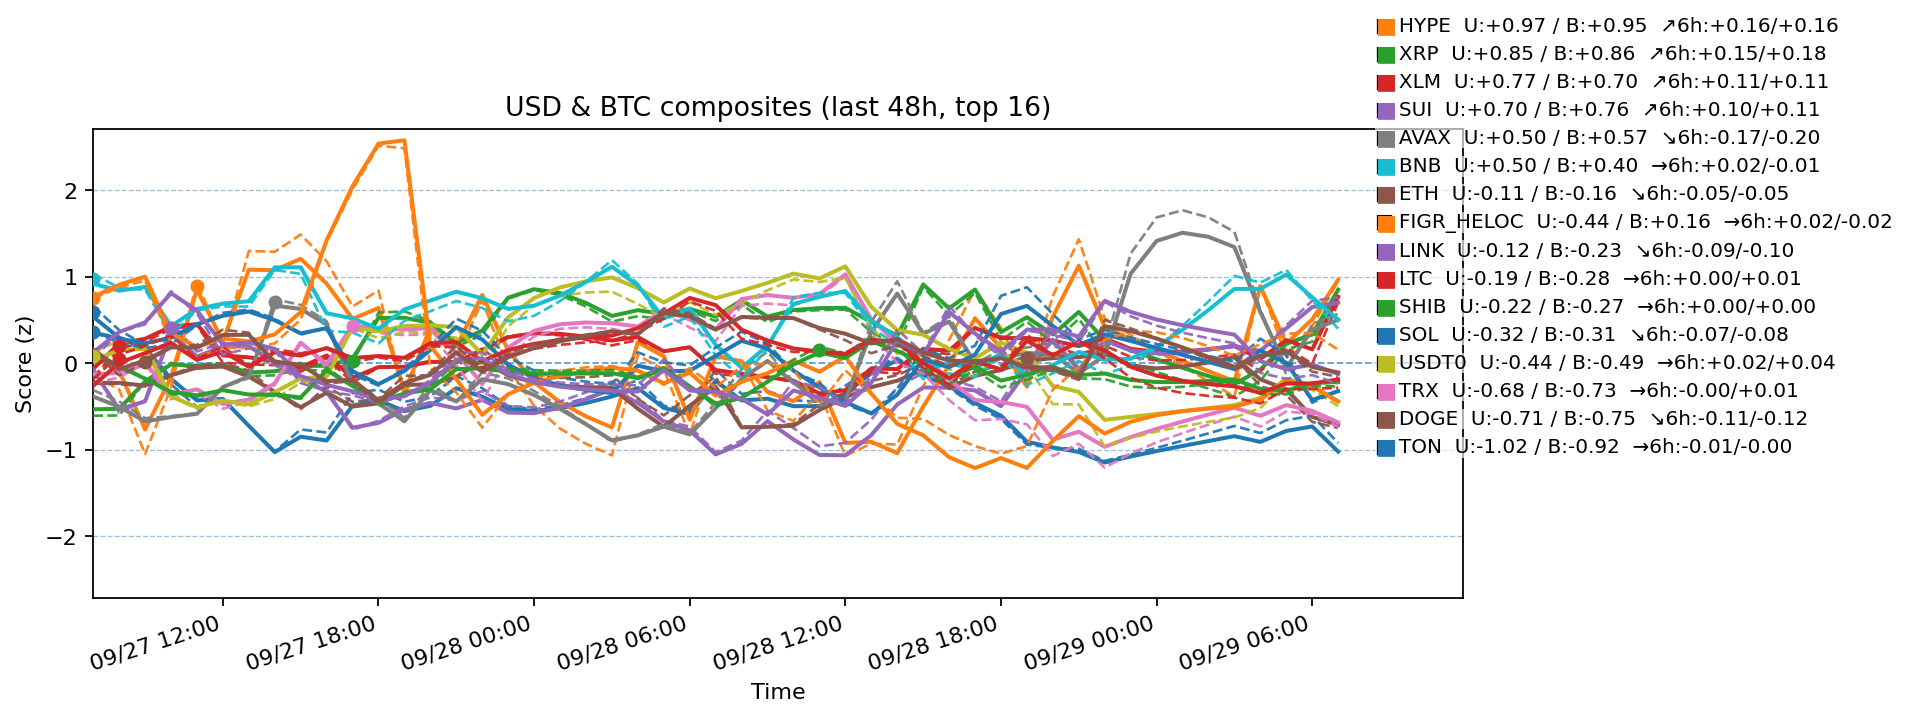 HYPE  U:+0.97 / B:+0.95  ↗6h:+0.16/+0.16
XRP  U:+0.85 / B:+0.86  ↗6h:+0.15/+0.18
XLM  U:+0.77 / B:+0.70  ↗6h:+0.11/+0.11
SUI  U:+0.70 / B:+0.76  ↗6h:+0.10/+0.11
AVAX  U:+0.50 / B:+0.57  ↘6h:-0.17/-0.20
BNB  U:+0.50 / B:+0.40  →6h:+0.02/-0.01
ETH  U:-0.11 / B:-0.16  ↘6h:-0.05/-0.05
FIGR_HELOC  U:-0.44 / B:+0.16  →6h:+0.02/-0.02
LINK  U:-0.12 / B:-0.23  ↘6h:-0.09/-0.10
LTC  U:-0.19 / B:-0.28  →6h:+0.00/+0.01
SHIB  U:-0.22 / B:-0.27  →6h:+0.00/+0.00
SOL  U:-0.32 / B:-0.31  ↘6h:-0.07/-0.08
USDT0  U:-0.44 / B:-0.49  →6h:+0.02/+0.04
TRX  U:-0.68 / B:-0.73  →6h:-0.00/+0.01
DOGE  U:-0.71 / B:-0.75  ↘6h:-0.11/-0.12
TON  U:-1.02 / B:-0.92  →6h:-0.01/-0.00
USD & BTC composites (last 48h, top 16)
Score (z)
2
1
0
−1
−2
09/27 12:00
09/27 18:00
09/28 00:00
09/28 06:00
09/28 12:00
09/28 18:00
09/29 00:00
09/29 06:00
Time